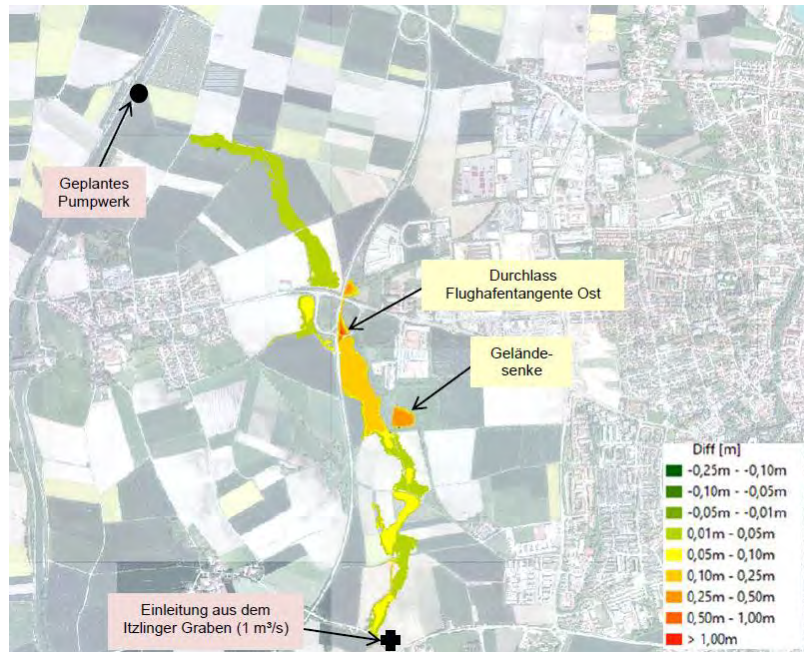 Geplantes
Pumpwerk
Durchlass
Flughafentangente Ost
Gelände-
senke
Einleitung aus dem
Itzlinger Graben (1 m³/s)
Diff [m]
-0,25m - -0,10m
-0,10m - -0,05m
-0,05m - -0,01m
0,01m - 0,05m
0,05m - 0,10m
0,10m - 0,25m
0,25m - 0,50m
0,50m - 1,00m
> 1,00m